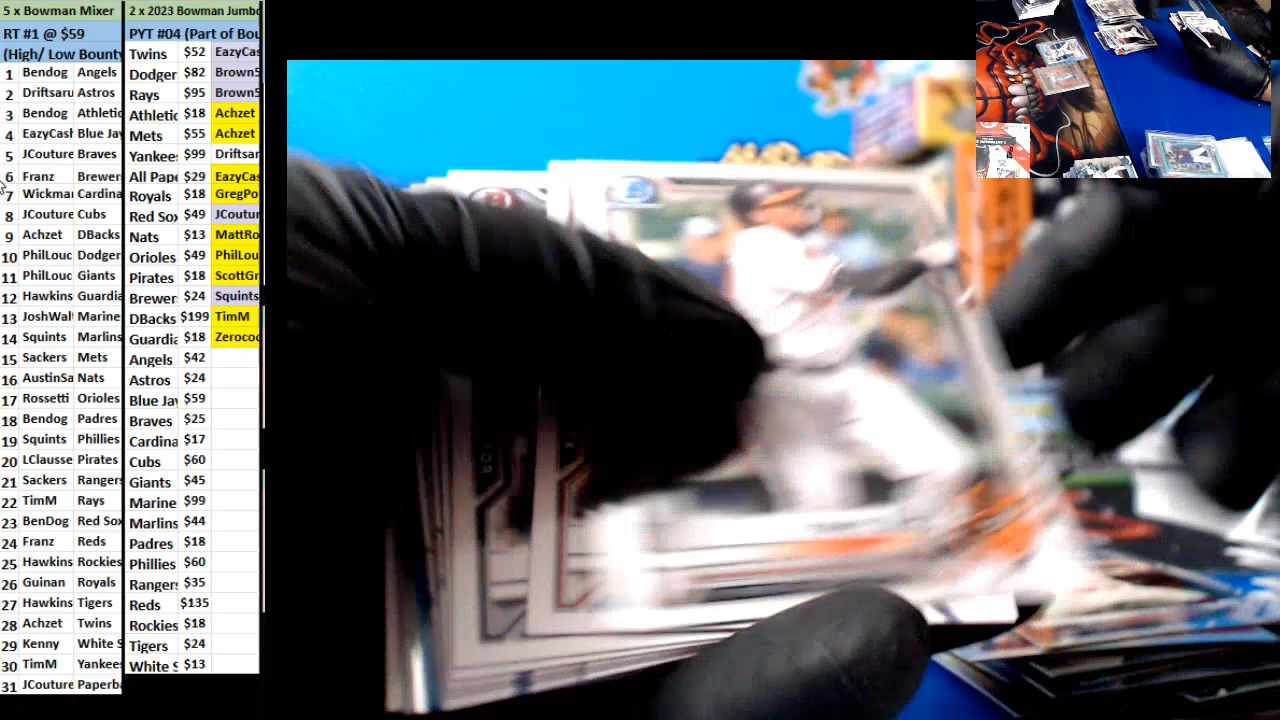 5 x Bowman Mixer
RT #1 @ $59
(High/ Low Bounty
1 Bendog Angels
2 Driftsaru Astros
3 Bendog Athletic
4 EazyCash Blue Jay
5 JCouture Braves
6 Franz Brewer
7 Wickman Cardina
8 JCouture Cubs
9 Achzet DBacks
10 PhilLouc Dodger
11 PhilLouc Giants
12 Hawkins Guardia
13 JoshWalt Marine
14 Squints Marlins
15 Sackers Mets
16 AustinSa Nats
17 Rossetti Orioles
18 Bendog Padres
19 Squints Phillies
20 LClausse Pirates
21 Sackers Rangers
22 TimM Rays
23 BenDog Red Sox
24 Franz Reds
25 Hawkins Rockies
26 Guinan Royals
27 Hawkins Tigers
28 Achzet Twins
29 Kenny White S
30 TimM Yankee
31 JCouture Paperba
2 x 2023 Bowman Jumbo
PYT #04 (Part of Bou
Twins $52 EazyCas
Dodger $82 Brown5
Rays $95 Brown5
Athletic $18 Achzet
Mets $55 Achzet
Yankee $99 Driftsar
All Pape $29 EazyCas
Royals $18 GregPo
Red Sox $49 JCoutur
Nats $13 MattRo
Orioles $49 PhilLou
Pirates $18 ScottGr
Brewer $24 Squints
DBacks $199 TimM
Guardia $18 Zerocoo
Angels $42
Astros $24
Blue Jay $59
Braves $25
Cardina $17
Cubs $60
Giants $45
Marine $99
Marlins $44
Padres $18
Phillies $60
Rangers $35
Reds $135
Rockies $18
Tigers $24
White S $13